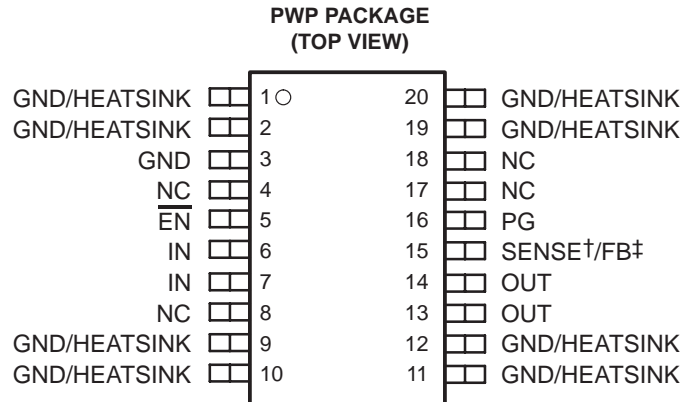 PWP PACKAGE
(TOP VIEW)
GND/HEATSINK 1 20 GND/HEATSINK
GND/HEATSINK 2 19 GND/HEATSINK
GND 3 18 NC
NC 4 17 NC
E̅N̅ 5 16 PG
IN 6 15 SENSE†/FB‡
IN 7 14 OUT
NC 8 13 OUT
GND/HEATSINK 9 12 GND/HEATSINK
GND/HEATSINK 10 11 GND/HEATSINK